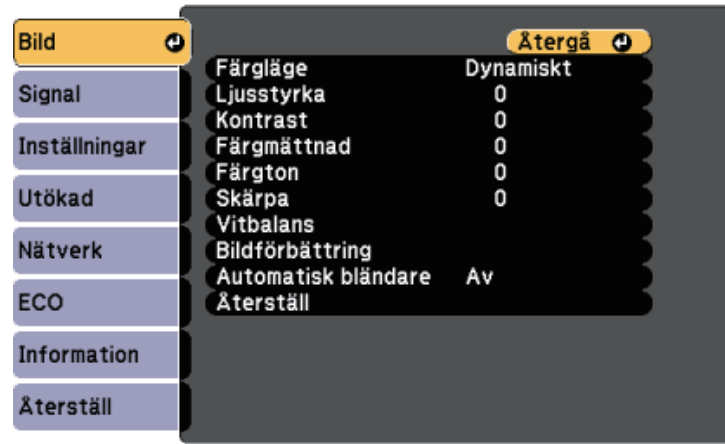 Bild
Signal
Inställningar
Utökad
Nätverk
ECO
Information
Återställ
Återgå
Färgläge Dynamiskt
Ljusstyrka 0
Kontrast 0
Färgmättnad 0
Färgton 0
Skärpa 0
Vitbalans
Bildförbättring
Automatisk bländare Av
Återställ